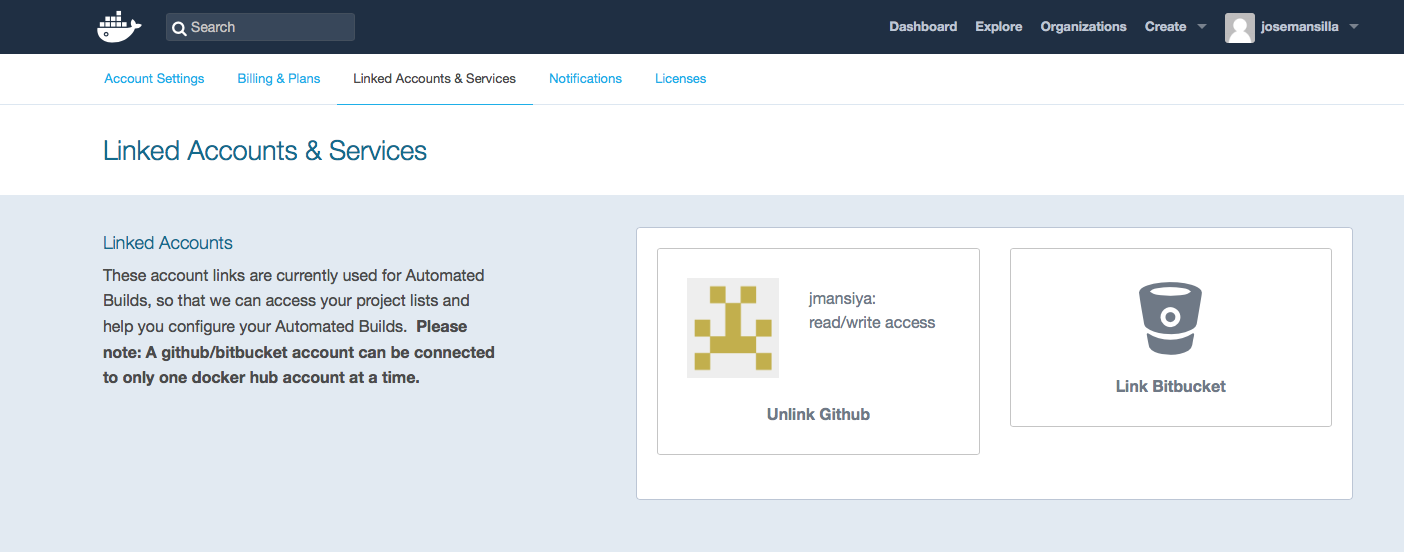 Search
Dashboard
Explore
Organizations
Create
josemansilla
Account Settings
Billing & Plans
Linked Accounts & Services
Notifications
Licenses
Linked Accounts & Services
Linked Accounts
These account links are currently used for Automated
Builds, so that we can access your project lists and
help you configure your Automated Builds. Please
note: A github/bitbucket account can be connected
to only one docker hub account at a time.
jmansiya:
read/write access
Unlink Github
Link Bitbucket